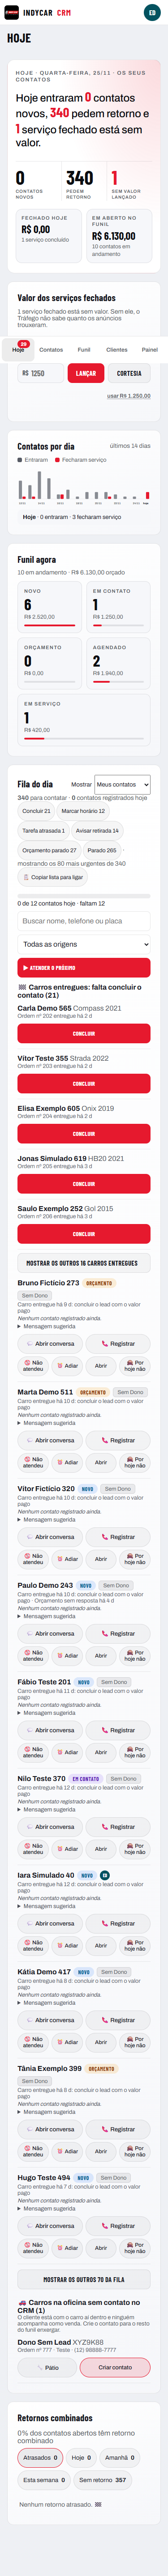 INDYCAR CRM
ED
HOJE
HOJE · QUARTA-FEIRA, 25/11 · OS SEUS
CONTATOS
Hoje entraram 0 contatos
novos, 340 pedem retorno e
1 serviço fechado está sem
valor.
0
CONTATOS
NOVOS
340
PEDEM
RETORNO
1
SEM VALOR
LANÇADO
FECHADO HOJE
R$ 0,00
1 serviço concluído
EM ABERTO NO
FUNIL
R$ 6.130,00
10 contatos em
andamento
Valor dos serviços fechados
1 serviço fechado está sem valor. Sem ele, o
Tráfego não sabe quanto os anúncios
trouxeram.
Hoje
Contatos
Funil
Clientes
Painel
R$ 1250
LANÇAR
CORTESIA
usar R$ 1.250,00
Contatos por dia
últimos 14 dias
Entraram
Fecharam serviço
Hoje · 0 entraram · 3 fecharam serviço
Funil agora
10 em andamento · R$ 6.130,00 orçado
NOVO
6
R$ 2.520,00
EM CONTATO
1
R$ 1.250,00
ORÇAMENTO
0
R$ 0,00
AGENDADO
2
R$ 1.940,00
EM SERVIÇO
1
R$ 420,00
Fila do dia
Mostrar
Meus contatos
340 para contatar · 0 contatos registrados hoje
Concluir 21
Marcar horário 12
Tarefa atrasada 1
Avisar retirada 14
Orçamento parado 27
Parado 265
mostrando os 80 mais urgentes de 340
Copiar lista para ligar
0 de 12 contatos hoje · faltam 12
Buscar nome, telefone ou placa
Todas as origens
▶ ATENDER O PRÓXIMO
Carros entregues: falta concluir o
contato (21)
Carla Demo 565 Compass 2021
Ordem nº 202 entregue há 2 d
CONCLUIR
Vitor Teste 355 Strada 2022
Ordem nº 203 entregue há 2 d
CONCLUIR
Elisa Exemplo 605 Onix 2019
Ordem nº 204 entregue há 2 d
CONCLUIR
Jonas Simulado 619 HB20 2021
Ordem nº 205 entregue há 3 d
CONCLUIR
Saulo Exemplo 252 Gol 2015
Ordem nº 206 entregue há 3 d
CONCLUIR
MOSTRAR OS OUTROS 16 CARROS ENTREGUES
Bruno Fictício 273 ORÇAMENTO
Sem Dono
Carro entregue há 9 d: concluir o lead com o valor
pago
Nenhum contato registrado ainda.
▶ Mensagem sugerida
Abrir conversa
Registrar
Não
atendeu
Adiar
Abrir
Por
hoje não
Marta Demo 511 ORÇAMENTO Sem Dono
Carro entregue há 10 d: concluir o lead com o valor
pago
Nenhum contato registrado ainda.
▶ Mensagem sugerida
Abrir conversa
Registrar
Não
atendeu
Adiar
Abrir
Por
hoje não
Vitor Fictício 320 NOVO Sem Dono
Carro entregue há 10 d: concluir o lead com o valor
pago
Nenhum contato registrado ainda.
▶ Mensagem sugerida
Abrir conversa
Registrar
Não
atendeu
Adiar
Abrir
Por
hoje não
Paulo Demo 243 NOVO Sem Dono
Carro entregue há 10 d: concluir o lead com o valor
pago · Orçamento sem resposta há 4 d
Nenhum contato registrado ainda.
▶ Mensagem sugerida
Abrir conversa
Registrar
Não
atendeu
Adiar
Abrir
Por
hoje não
Fábio Teste 201 NOVO Sem Dono
Carro entregue há 11 d: concluir o lead com o valor
pago
Nenhum contato registrado ainda.
▶ Mensagem sugerida
Abrir conversa
Registrar
Não
atendeu
Adiar
Abrir
Por
hoje não
Nilo Teste 370 EM CONTATO Sem Dono
Carro entregue há 12 d: concluir o lead com o valor
pago
Nenhum contato registrado ainda.
▶ Mensagem sugerida
Abrir conversa
Registrar
Não
atendeu
Adiar
Abrir
Por
hoje não
Iara Simulado 40 NOVO ED
Carro entregue há 12 d: concluir o lead com o valor
pago
Nenhum contato registrado ainda.
▶ Mensagem sugerida
Abrir conversa
Registrar
Não
atendeu
Adiar
Abrir
Por
hoje não
Kátia Demo 417 NOVO Sem Dono
Carro entregue há 8 d: concluir o lead com o valor
pago
Nenhum contato registrado ainda.
▶ Mensagem sugerida
Abrir conversa
Registrar
Não
atendeu
Adiar
Abrir
Por
hoje não
Tânia Exemplo 399 ORÇAMENTO
Sem Dono
Carro entregue há 8 d: concluir o lead com o valor
pago
Nenhum contato registrado ainda.
▶ Mensagem sugerida
Abrir conversa
Registrar
Não
atendeu
Adiar
Abrir
Por
hoje não
Hugo Teste 494 NOVO Sem Dono
Carro entregue há 7 d: concluir o lead com o valor
pago
Nenhum contato registrado ainda.
▶ Mensagem sugerida
Abrir conversa
Registrar
Não
atendeu
Adiar
Abrir
Por
hoje não
MOSTRAR OS OUTROS 70 DA FILA
Carros na oficina sem contato no
CRM (1)
O cliente está com o carro aí dentro e ninguém
acompanha como venda. Crie o contato para o resto
do funil enxergar.
Dono Sem Lead XYZ9K88
Ordem nº 777 · Teste · (12) 98888-7777
Pátio
Criar contato
Retornos combinados
0% dos contatos abertos têm retorno
combinado
Atrasados 0
Hoje 0
Amanhã 0
Esta semana 0
Sem retorno 357
Nenhum retorno atrasado.